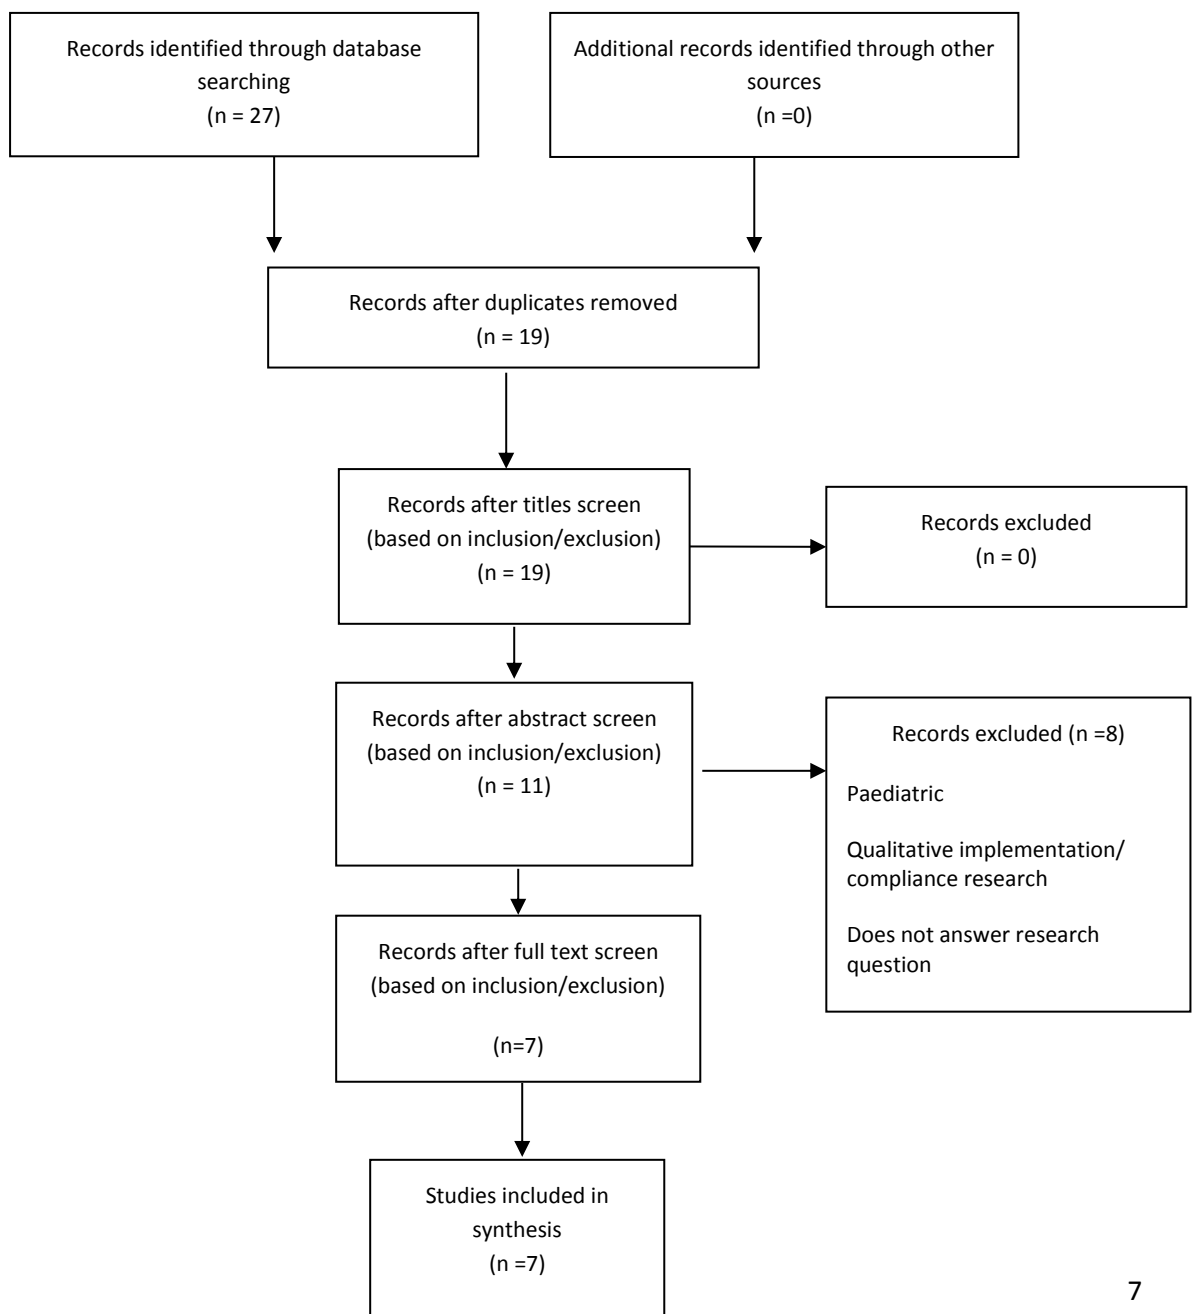 Records identified through database
searching
(n = 27)
Additional records identified through other
sources
(n =0)
Records after duplicates removed
(n = 19)
Records after titles screen
(based on inclusion/exclusion)
(n = 19)
Records excluded
(n = 0)
Records after abstract screen
(based on inclusion/exclusion)
(n = 11)
Records excluded (n =8)
Paediatric
Qualitative implementation/
compliance research
Does not answer research
question
Records after full text screen
(based on inclusion/exclusion)
(n=7)
Studies included in
synthesis
(n =7)
7